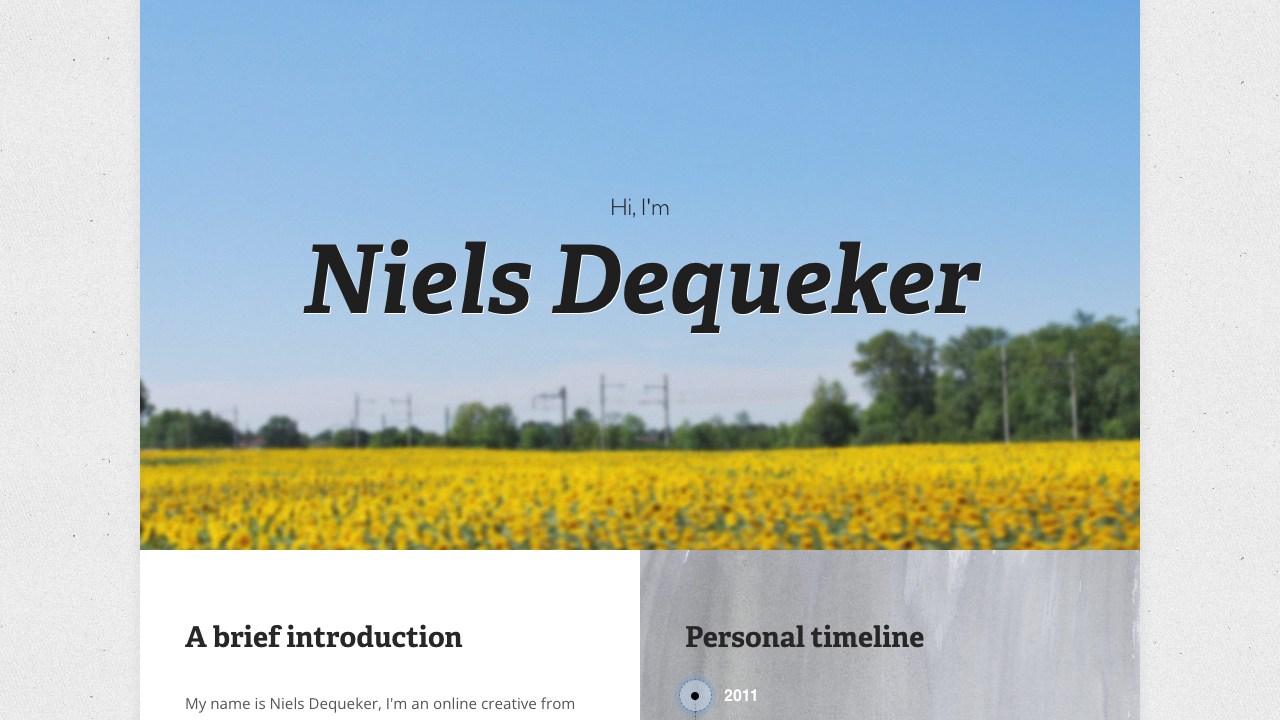 Hi, I'm
Niels Dequeker
A brief introduction
My name is Niels Dequeker, I'm an online creative from
Personal timeline
2011